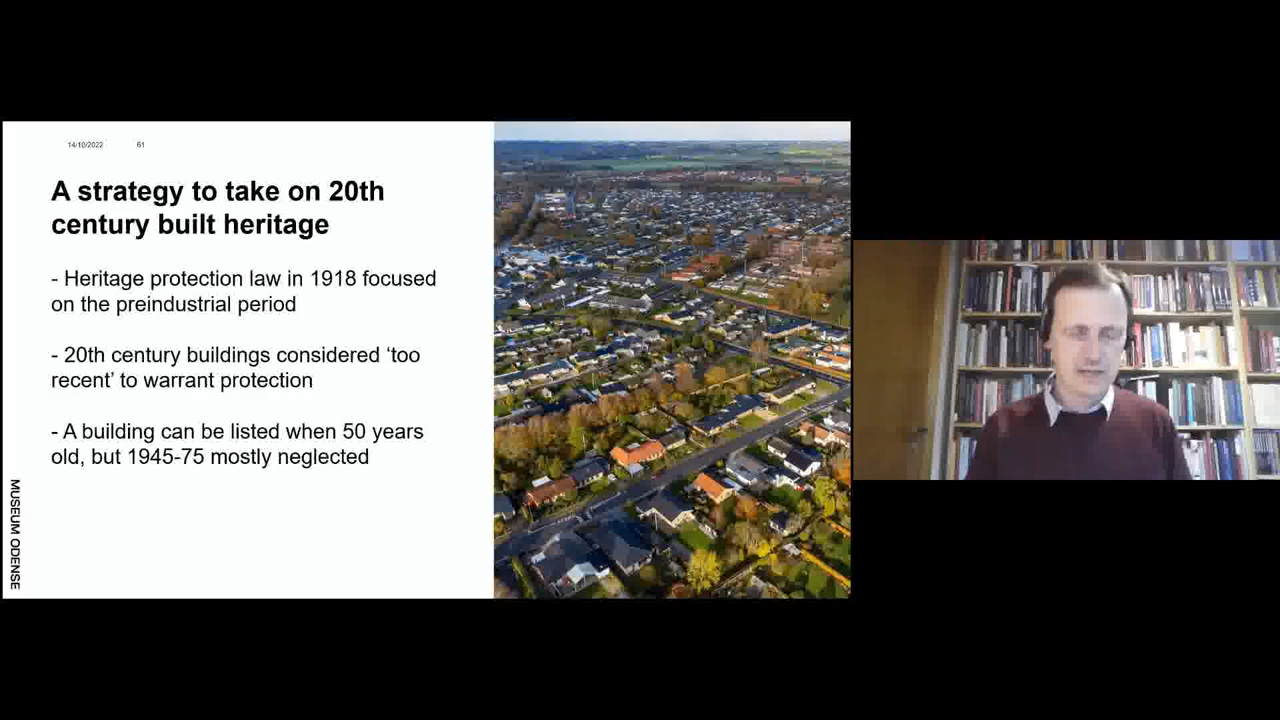 14/10/2022 61
A strategy to take on 20th
century built heritage
- Heritage protection law in 1918 focused
on the preindustrial period
- 20th century buildings considered ‘too
recent’ to warrant protection
- A building can be listed when 50 years
old, but 1945-75 mostly neglected
MUSEUM ODENSE